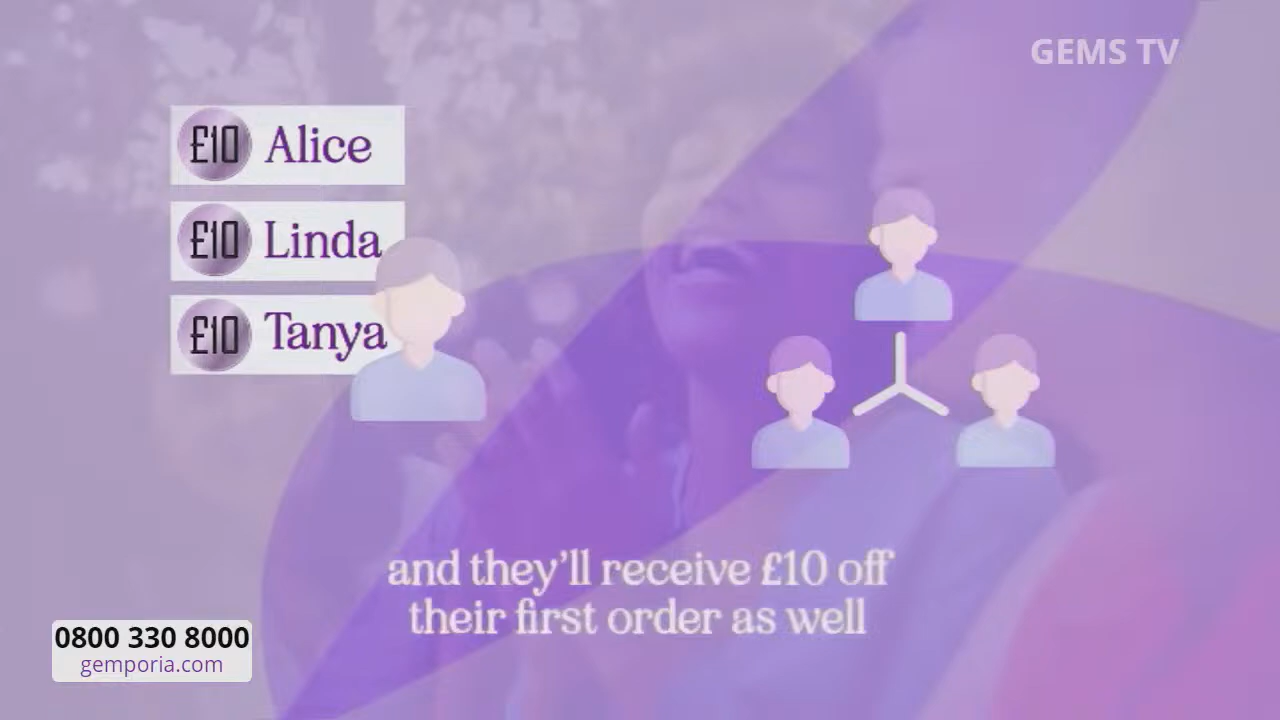 GEMS TV
£10 Alice
£10 Linda
£10 Tanya
and they'll receive £10 off
their first order as well
0800 330 8000
gemporia.com